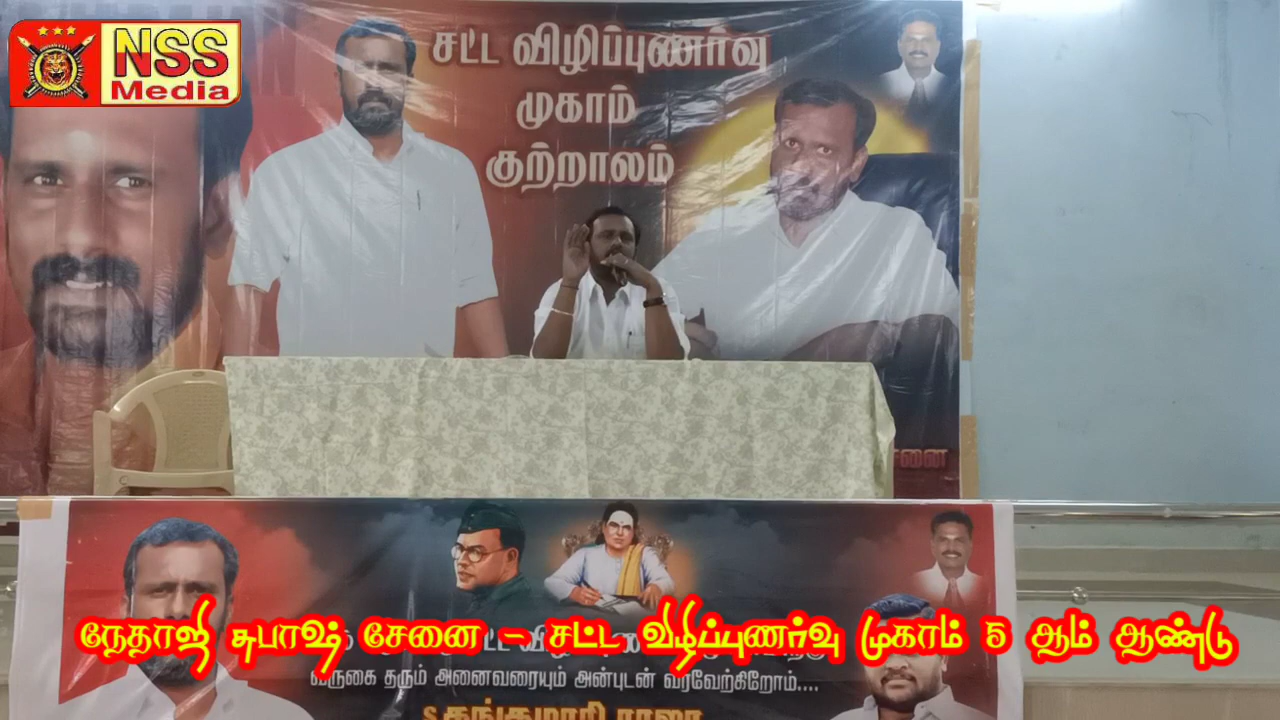 NSS
Media
சட்ட விழிப்புணர்வு
முகாம்
குற்றாலம்
நேதாஜி சுபாஷ் சேனை - சட்ட விழிப்புணர்வு முகாம் 5 ஆம் ஆண்டு
வருகை தரும் அனைவரையும் அன்புடன் வரவேற்கிறோம்....